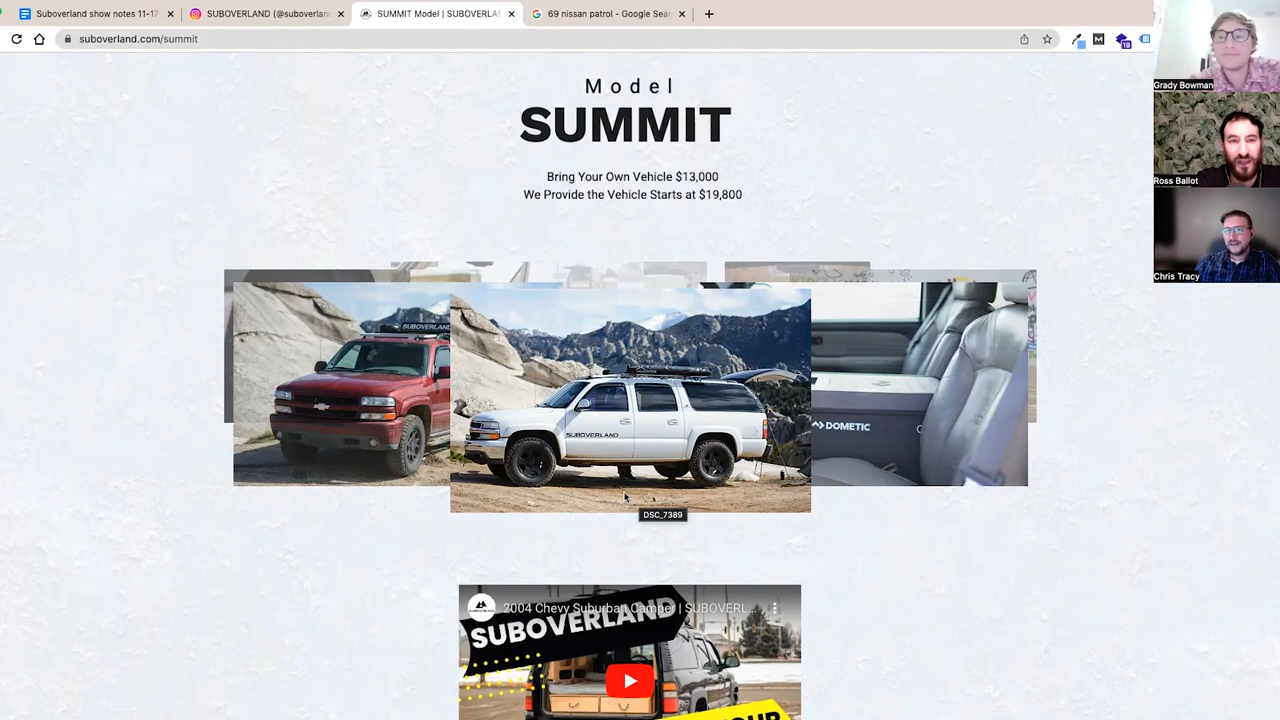 Suboverland show notes 11-17
SUBOVERLAND (@suboverlan
SUMMIT Model | SUBOVERLA
69 nissan patrol - Google Sear
suboverland.com/summit
19
Grady Bowman
Ross Ballot
Chris Tracy
Model
SUMMIT
Bring Your Own Vehicle $13,000
We Provide the Vehicle Starts at $19,800
SUBOVERLAND
SUBOVERLAND
DOMETIC
DSC_7389
2004 Chevy Suburban Camper | SUBOVERL...
SUBOVERLAND